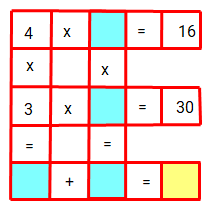 4 x = 16
x x
3 x = 30
= =
+ =